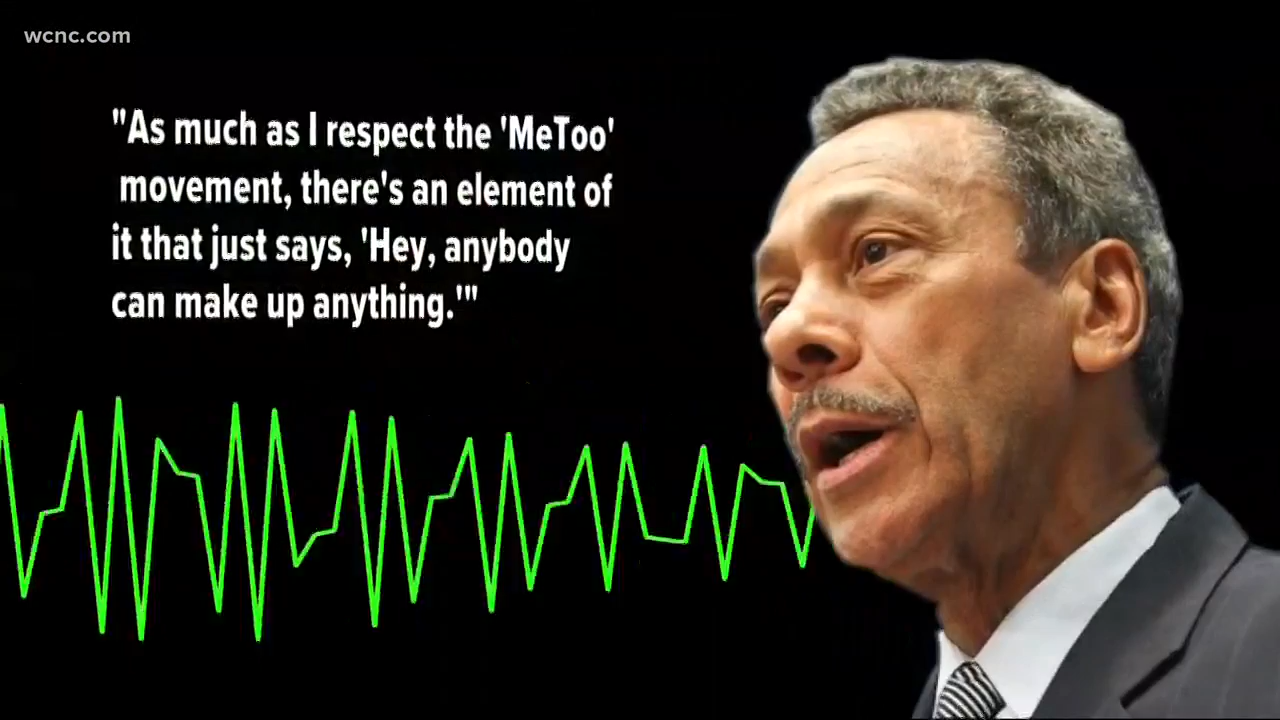 wcnc.com
"As much as I respect the 'MeToo'
movement, there's an element of
it that just says, 'Hey, anybody
can make up anything.'"